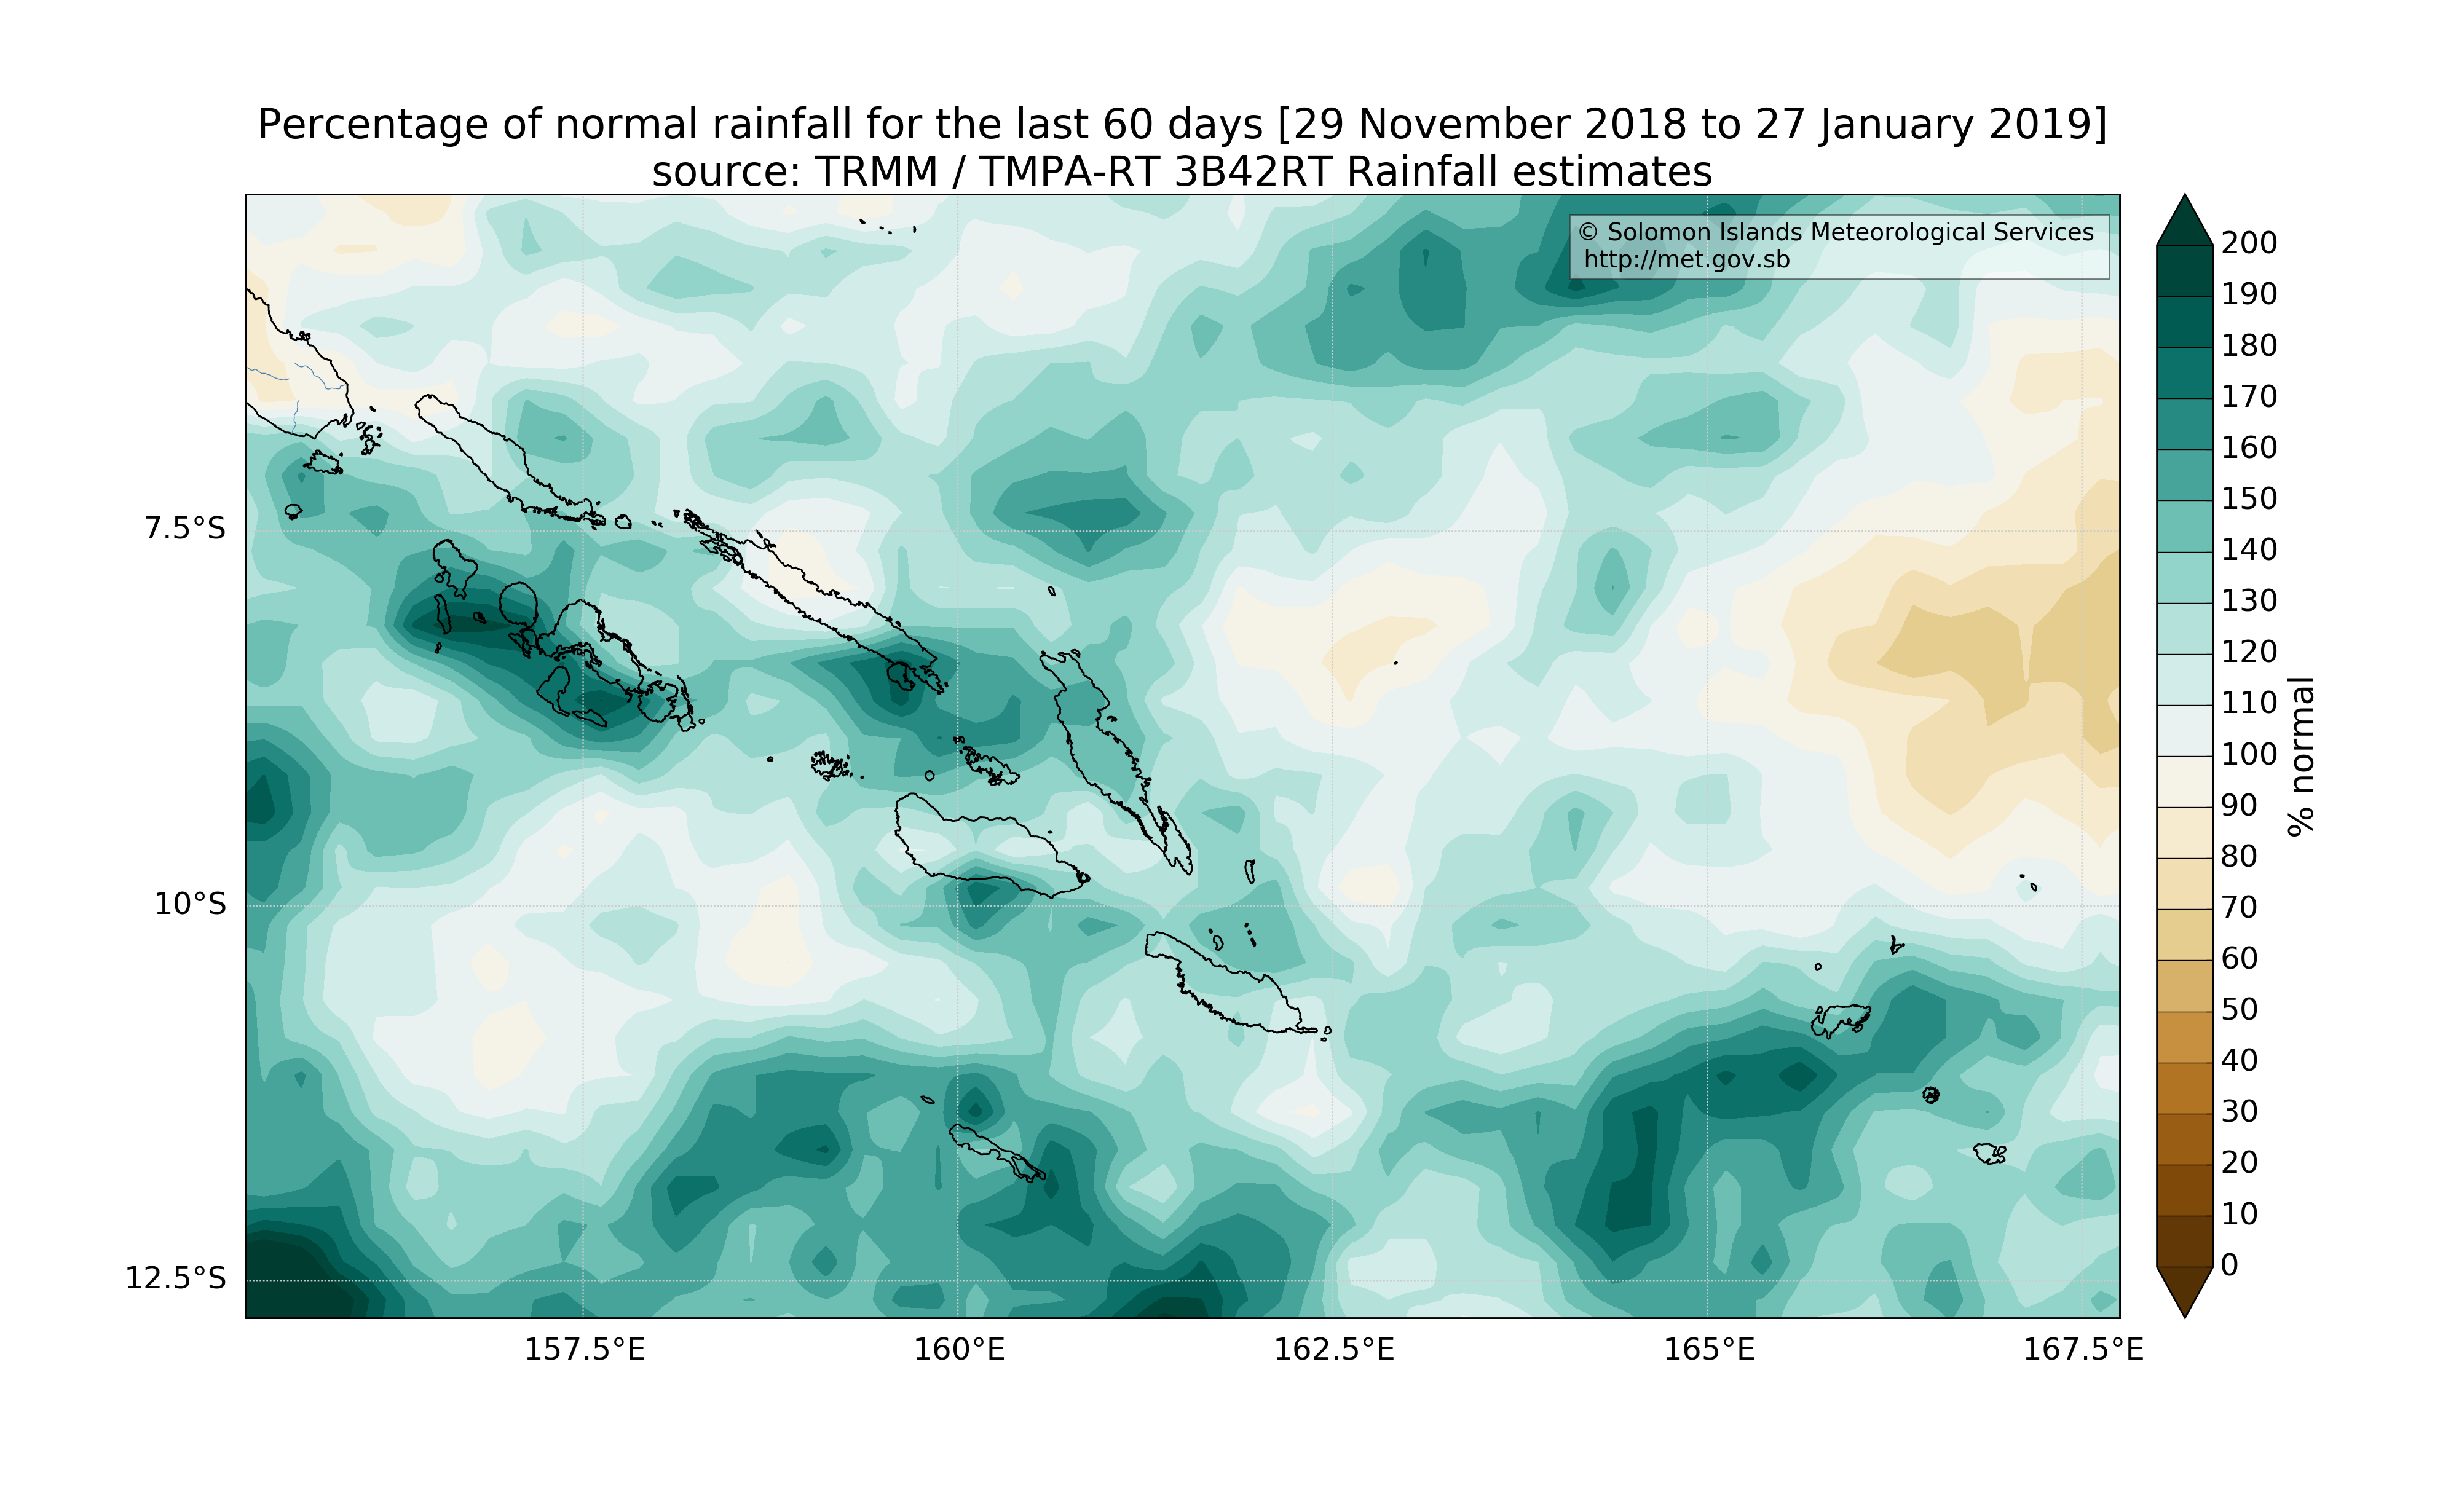 Percentage of normal rainfall for the last 60 days [29 November 2018 to 27 January 2019]
source: TRMM / TMPA-RT 3B42RT Rainfall estimates
© Solomon Islands Meteorological Services
http://met.gov.sb
7.5°S
10°S
12.5°S
157.5°E
160°E
162.5°E
165°E
167.5°E
200
190
180
170
160
150
140
130
120
110
100
90
80
70
60
50
40
30
20
10
0
% normal